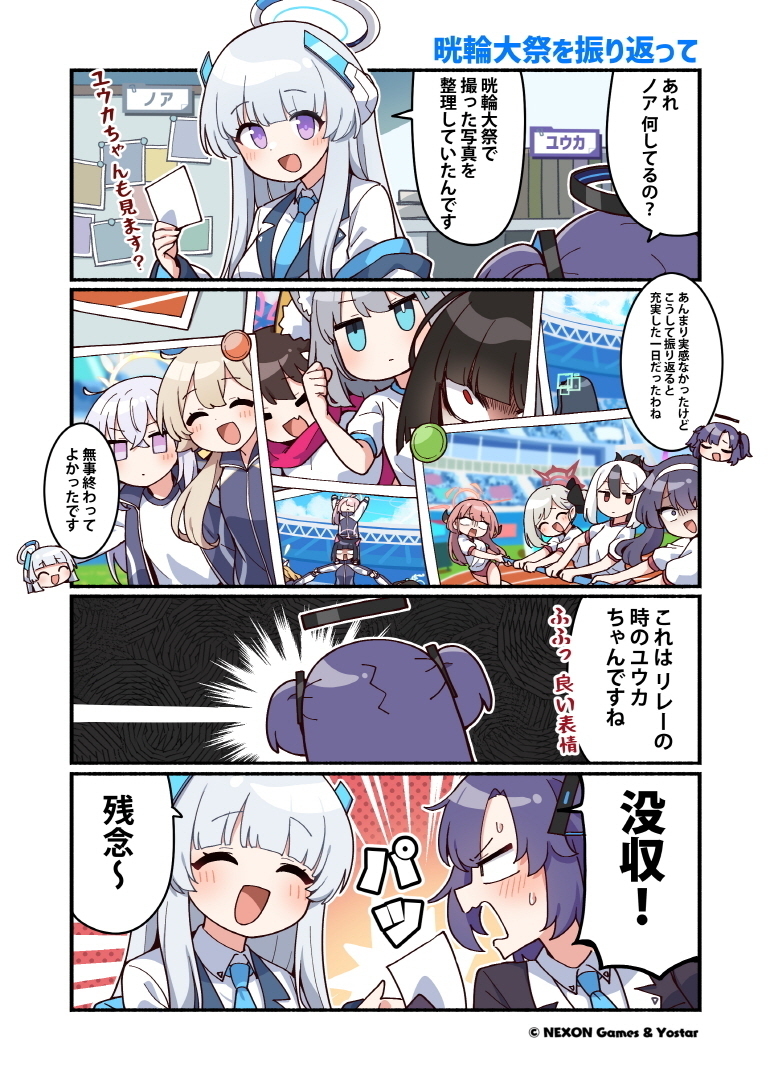 晄輪大祭を振り返って
あれ
ノア 何してるの？
ユウカ
晄輪大祭で
撮った写真を
整理していたんです
ノア
ユウカちゃんも見ます？
あんまり実感なかったけど
こうして振り返ると
充実した一日だったわね
無事終わって
よかったです
これは リレーの
時のユウカ
ちゃんですね
ふふっ 良い表情
没収！
パッ
残念～
© NEXON Games & Yostar